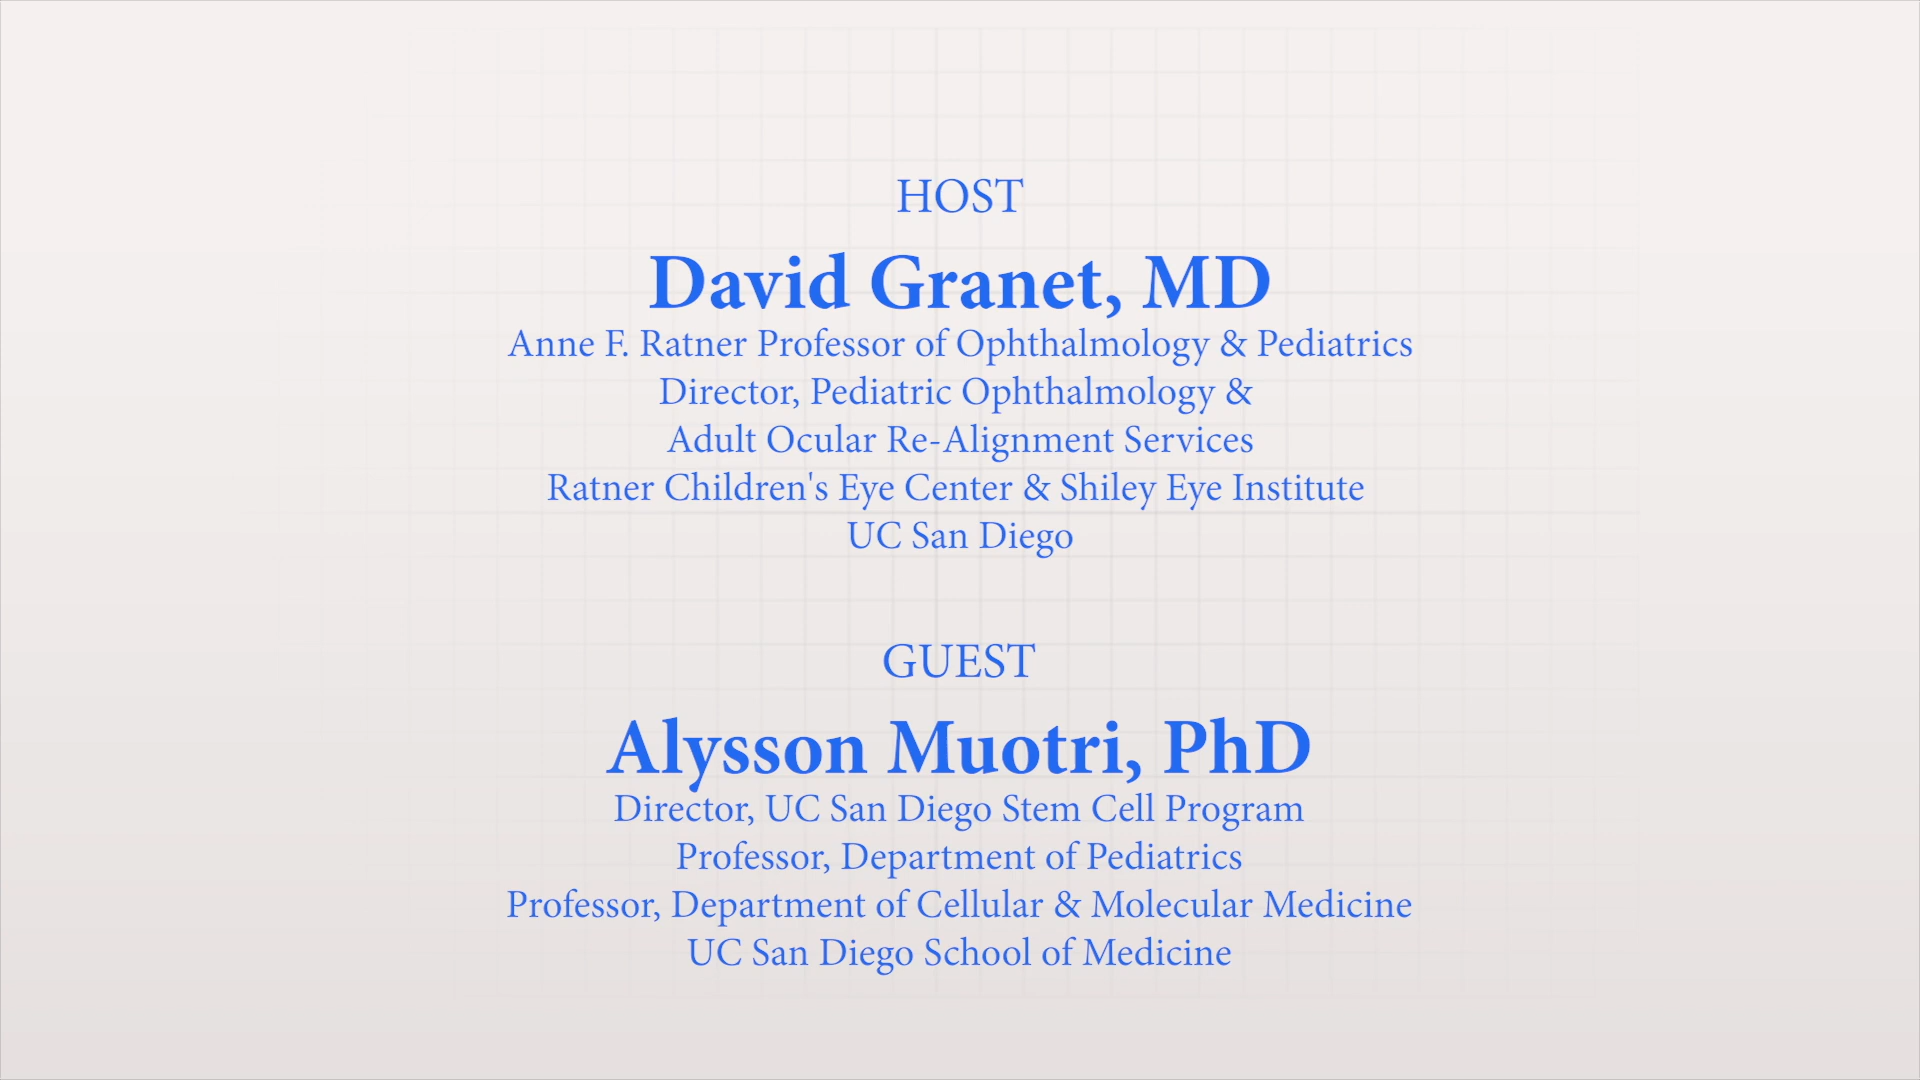 HOST
David Granet, MD
Anne F. Ratner Professor of Ophthalmology & Pediatrics
Director, Pediatric Ophthalmology &
Adult Ocular Re-Alignment Services
Ratner Children's Eye Center & Shiley Eye Institute
UC San Diego
GUEST
Alysson Muotri, PhD
Director, UC San Diego Stem Cell Program
Professor, Department of Pediatrics
Professor, Department of Cellular & Molecular Medicine
UC San Diego School of Medicine